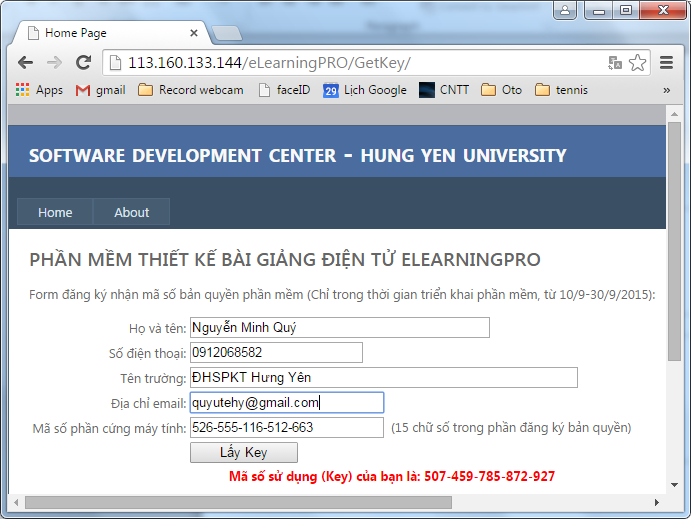 Home Page
113.160.133.144/eLearningPRO/GetKey/
Apps gmail Record webcam faceID 29 Lịch Google CNTT Oto tennis »
SOFTWARE DEVELOPMENT CENTER - HUNG YEN UNIVERSITY
Home About
PHẦN MỀM THIẾT KẾ BÀI GIẢNG ĐIỆN TỬ ELEARNINGPRO
Form đăng ký nhận mã số bản quyền phần mềm (Chỉ trong thời gian triển khai phần mềm, từ 10/9-30/9/2015):
Họ và tên: Nguyễn Minh Quý
Số điện thoại: 0912068582
Tên trường: ĐHSPKT Hưng Yên
Địa chỉ email: quyutehy@gmail.com
Mã số phần cứng máy tính: 526-555-116-512-663 (15 chữ số trong phần đăng ký bản quyền)
Lấy Key
Mã số sử dụng (Key) của bạn là: 507-459-785-872-927